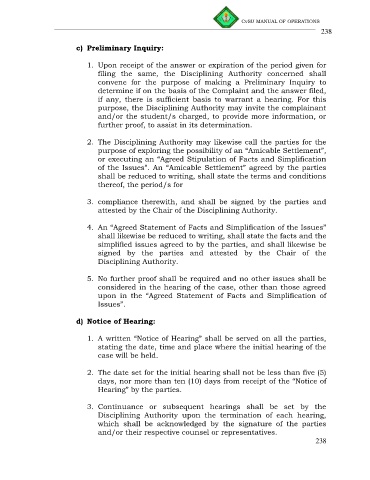 CotSU MANUAL OF OPERATIONS
238
c) Preliminary Inquiry:
1. Upon receipt of the answer or expiration of the period given for
filing the same, the Disciplining Authority concerned shall
convene for the purpose of making a Preliminary Inquiry to
determine if on the basis of the Complaint and the answer filed,
if any, there is sufficient basis to warrant a hearing. For this
purpose, the Disciplining Authority may invite the complainant
and/or the student/s charged, to provide more information, or
further proof, to assist in its determination.
2. The Disciplining Authority may likewise call the parties for the
purpose of exploring the possibility of an “Amicable Settlement”,
or executing an “Agreed Stipulation of Facts and Simplification
of the Issues”. An “Amicable Settlement” agreed by the parties
shall be reduced to writing, shall state the terms and conditions
thereof, the period/s for
3. compliance therewith, and shall be signed by the parties and
attested by the Chair of the Disciplining Authority.
4. An “Agreed Statement of Facts and Simplification of the Issues”
shall likewise be reduced to writing, shall state the facts and the
simplified issues agreed to by the parties, and shall likewise be
signed by the parties and attested by the Chair of the
Disciplining Authority.
5. No further proof shall be required and no other issues shall be
considered in the hearing of the case, other than those agreed
upon in the “Agreed Statement of Facts and Simplification of
Issues”.
d) Notice of Hearing:
1. A written “Notice of Hearing” shall be served on all the parties,
stating the date, time and place where the initial hearing of the
case will be held.
2. The date set for the initial hearing shall not be less than five (5)
days, nor more than ten (10) days from receipt of the “Notice of
Hearing” by the parties.
3. Continuance or subsequent hearings shall be set by the
Disciplining Authority upon the termination of each hearing,
which shall be acknowledged by the signature of the parties
and/or their respective counsel or representatives.
238